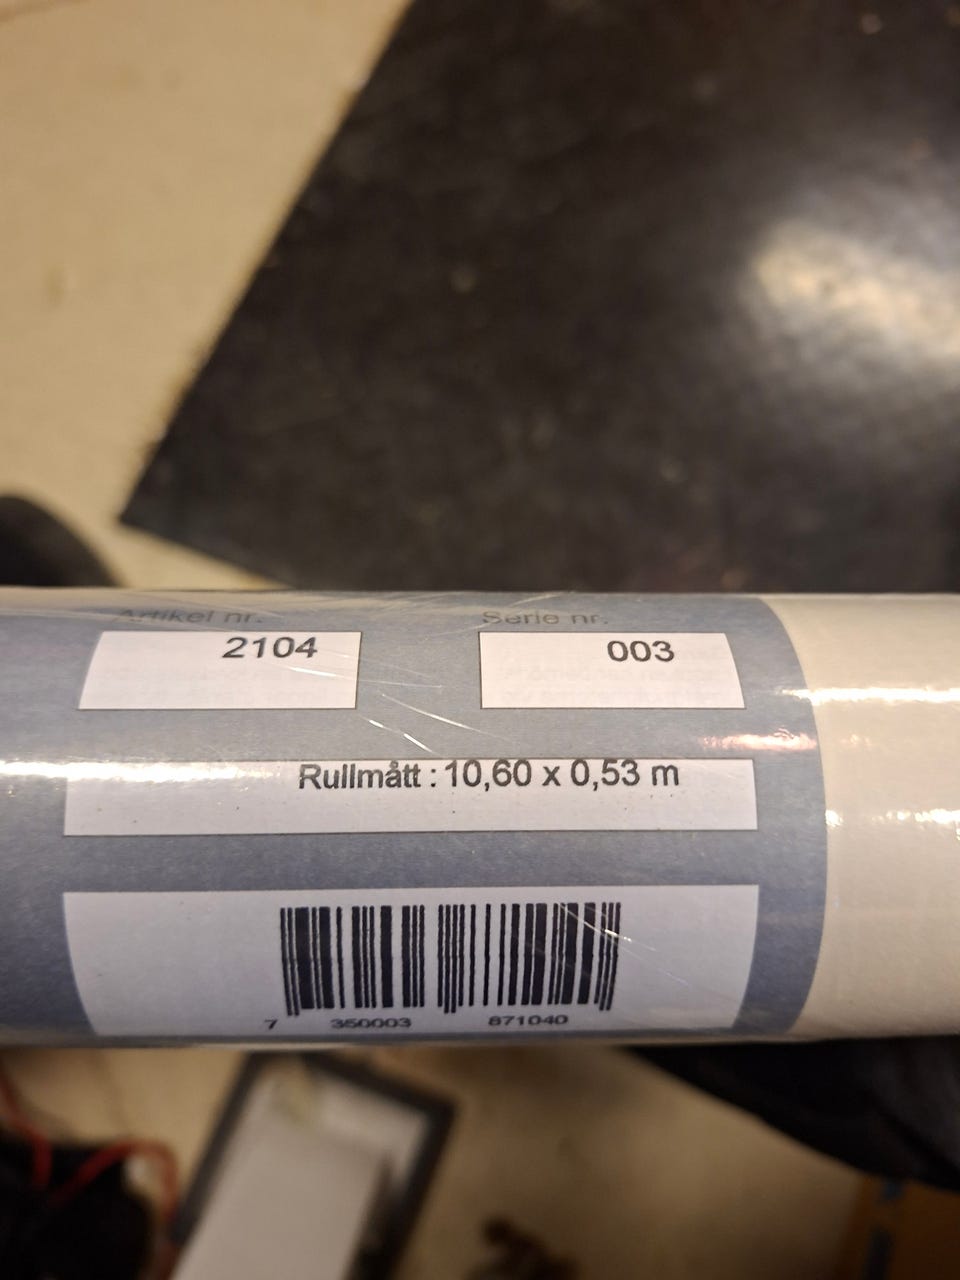 Artikel nr. Serie nr.
2104 003
Rullmått : 10,60 x 0,53 m
7 350003 871040